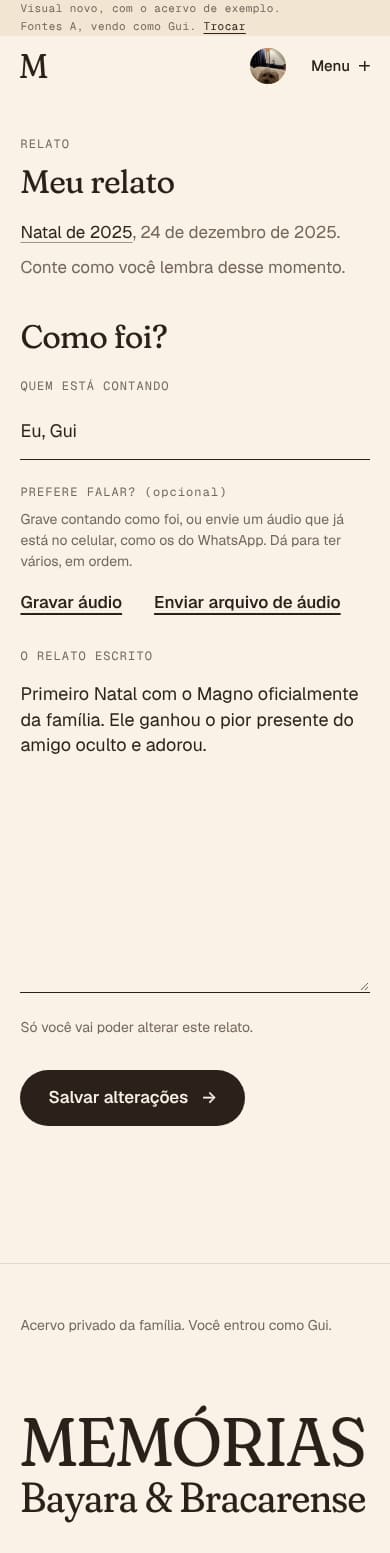 Visual novo, com o acervo de exemplo.
Fontes A, vendo como Gui. Trocar
M
Menu +
RELATO
Meu relato
Natal de 2025, 24 de dezembro de 2025.
Conte como você lembra desse momento.
Como foi?
QUEM ESTÁ CONTANDO
Eu, Gui
PREFERE FALAR? (opcional)
Grave contando como foi, ou envie um áudio que já
está no celular, como os do WhatsApp. Dá para ter
vários, em ordem.
Gravar áudio Enviar arquivo de áudio
O RELATO ESCRITO
Primeiro Natal com o Magno oficialmente
da família. Ele ganhou o pior presente do
amigo oculto e adorou.
Só você vai poder alterar este relato.
Salvar alterações →
Acervo privado da família. Você entrou como Gui.
MEMÓRIAS
Bayara & Bracarense